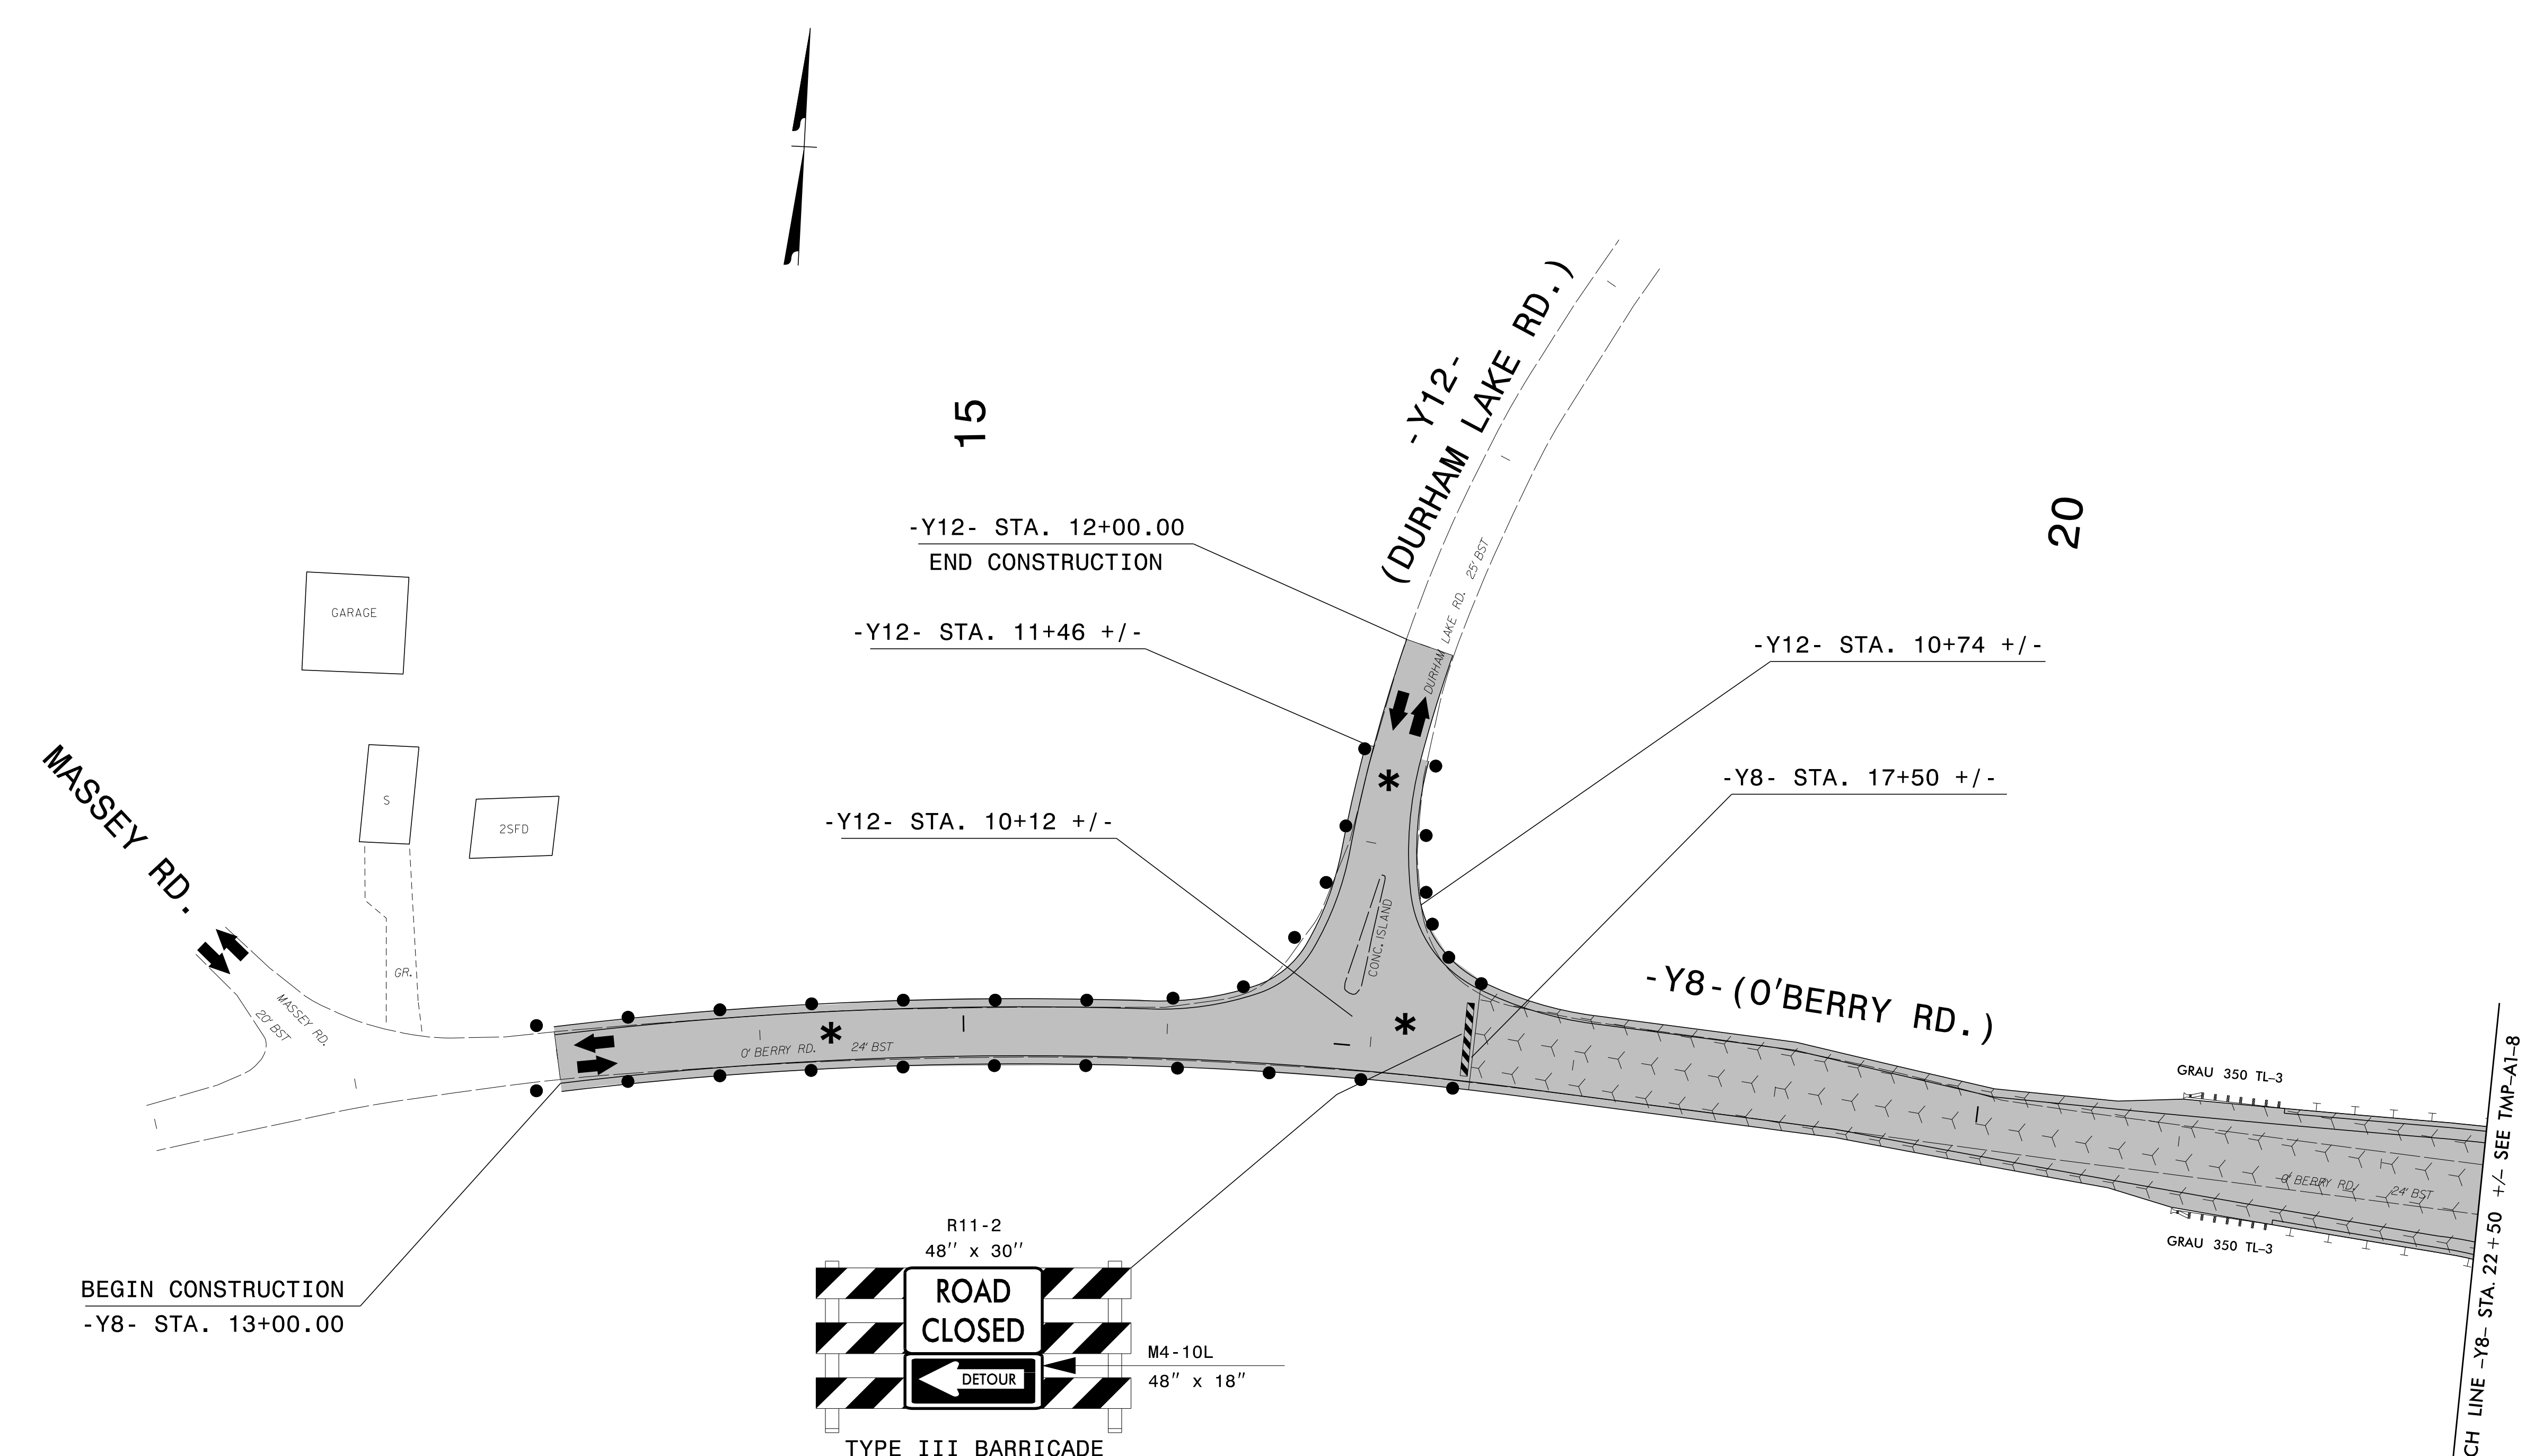 -Y12-
(DURHAM LAKE RD.)
15
20
-Y12- STA. 12+00.00
END CONSTRUCTION
-Y12- STA. 11+46 +/-
-Y12- STA. 10+74 +/-
DURHAM LAKE RD. 25' BST
GARAGE
S
2SFD
-Y8- STA. 17+50 +/-
-Y12- STA. 10+12 +/-
MASSEY RD.
GR.
MASSEY RD.
20' BST
CONC. ISLAND
-Y8-(O'BERRY RD.)
O'BERRY RD. 24' BST
GRAU 350 TL-3
O'BERRY RD. 24' BST
GRAU 350 TL-3
CH LINE -Y8- STA. 22+50 +/- SEE TMP-A1-8
BEGIN CONSTRUCTION
-Y8- STA. 13+00.00
R11-2
48" x 30"
ROAD
CLOSED
DETOUR
M4-10L
48" x 18"
TYPE III BARRICADE